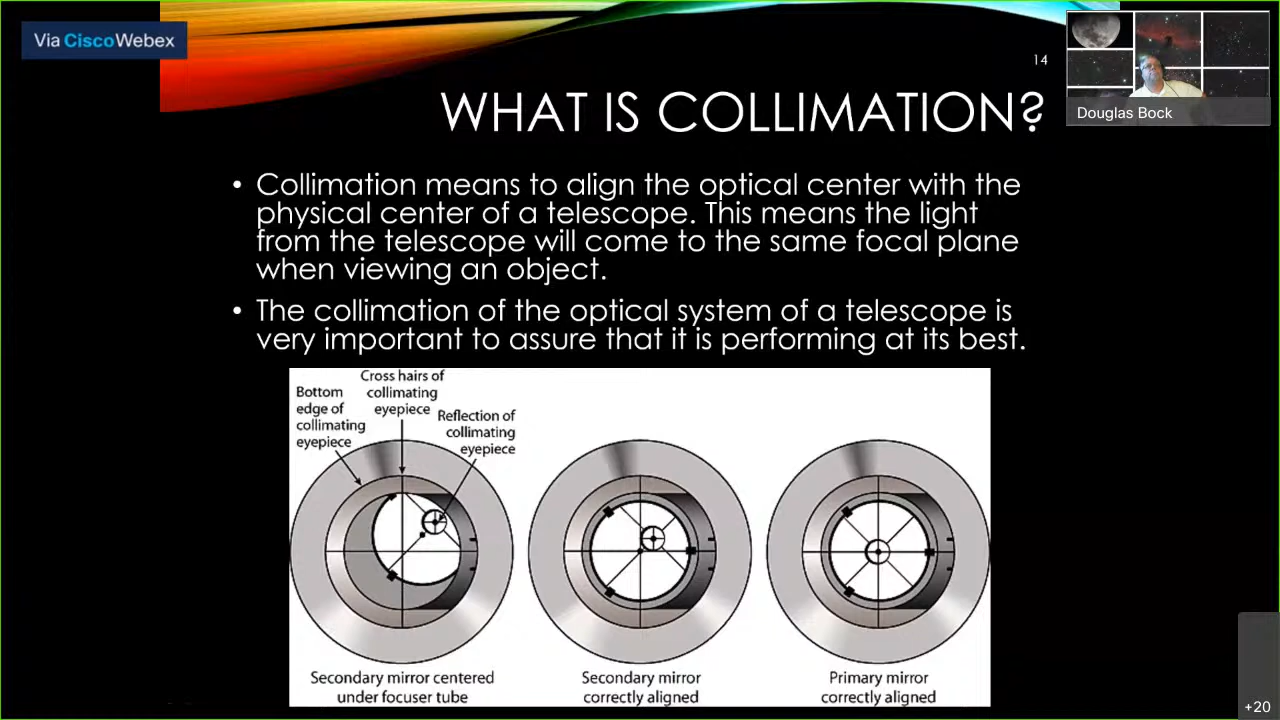 Via CiscoWebex
14
Douglas Bock
WHAT IS COLLIMATION?
• Collimation means to align the optical center with the
physical center of a telescope. This means the light
from the telescope will come to the same focal plane
when viewing an object.
• The collimation of the optical system of a telescope is
very important to assure that it is performing at its best.
Bottom
edge of
collimating
eyepiece
Cross hairs of
collimating
eyepiece
Reflection of
collimating
eyepiece
Secondary mirror centered
under focuser tube
Secondary mirror
correctly aligned
Primary mirror
correctly aligned
+20